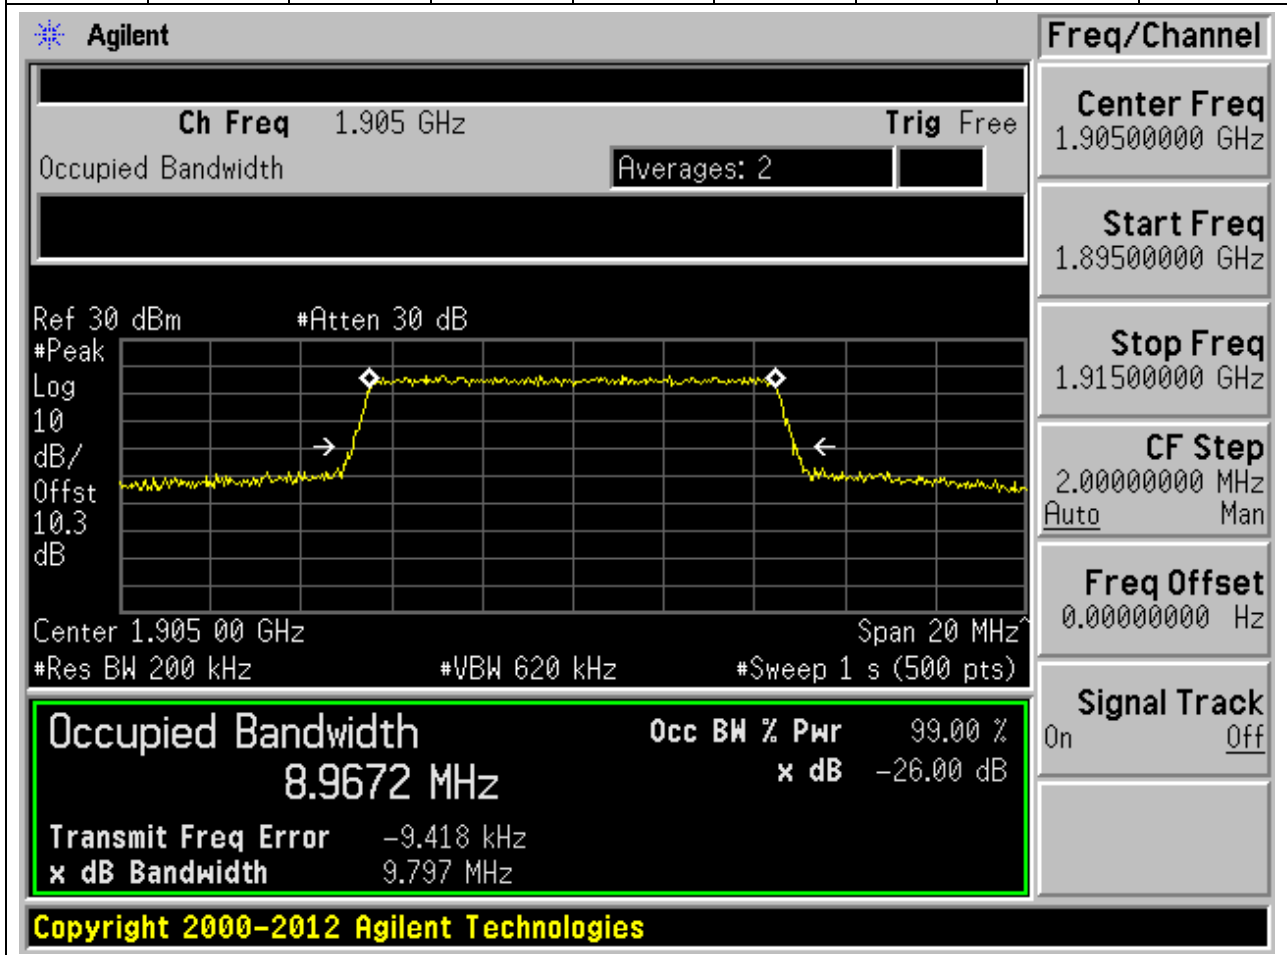 Agilent
Freq/Channel
Ch Freq 1.905 GHz Trig Free
Occupied Bandwidth Averages: 2
Center Freq
1.90500000 GHz
Start Freq
1.89500000 GHz
Stop Freq
1.91500000 GHz
CF Step
2.00000000 MHz
Auto Man
Freq Offset
0.00000000 Hz
Signal Track
On Off
Ref 30 dBm #Atten 30 dB
#Peak
Log
10
dB/
Offst
10.3
dB
Center 1.905 00 GHz Span 20 MHz^
#Res BW 200 kHz #VBW 620 kHz #Sweep 1 s (500 pts)
Occupied Bandwidth Occ BW % Pwr 99.00 %
8.9672 MHz x dB -26.00 dB
Transmit Freq Error -9.418 kHz
x dB Bandwidth 9.797 MHz
Copyright 2000-2012 Agilent Technologies